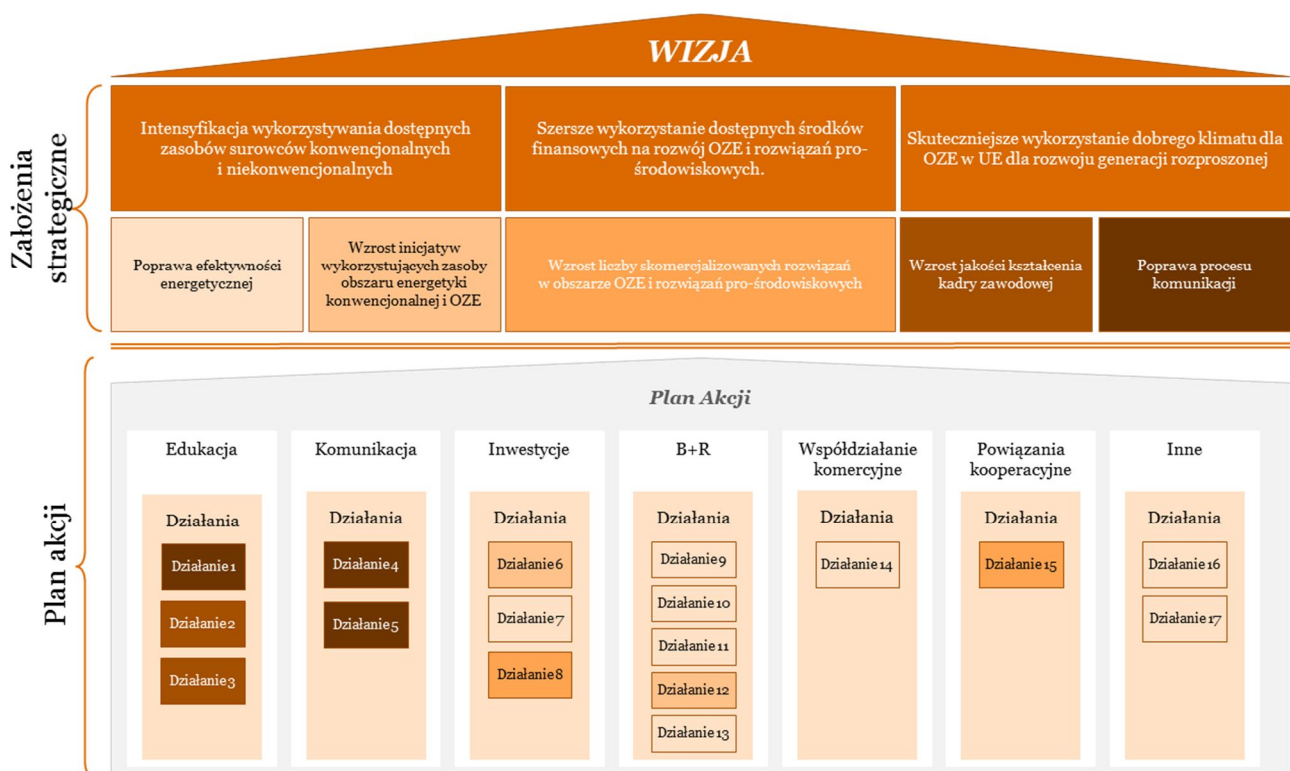 WIZJA
Założenia
strategiczne
Intensyfikacja wykorzystywania dostępnych
zasobów surowców konwencjonalnych
i niekonwencjonalnych
Szersze wykorzystanie dostępnych środków
finansowych na rozwój OZE i rozwiązań pro-
środowiskowych.
Skuteczniejsze wykorzystanie dobrego klimatu dla
OZE w UE dla rozwoju generacji rozproszonej
Poprawa efektywności
energetycznej
Wzrost inicjatyw
wykorzystujących zasoby
obszaru energetyki
konwencjonalnej i OZE
Wzrost liczby skomercjalizowanych rozwiązań
w obszarze OZE i rozwiązań pro-środowiskowych
Wzrost jakości kształcenia
kadry zawodowej
Poprawa procesu
komunikacji
Plan akcji
Plan Akcji
Edukacja
Działania
Działanie 1
Działanie 2
Działanie 3
Komunikacja
Działania
Działanie 4
Działanie 5
Inwestycje
Działania
Działanie 6
Działanie 7
Działanie 8
B+R
Działania
Działanie 9
Działanie 10
Działanie 11
Działanie 12
Działanie 13
Współdziałanie
komercyjne
Działania
Działanie 14
Powiązania
kooperacyjne
Działania
Działanie 15
Inne
Działania
Działanie 16
Działanie 17